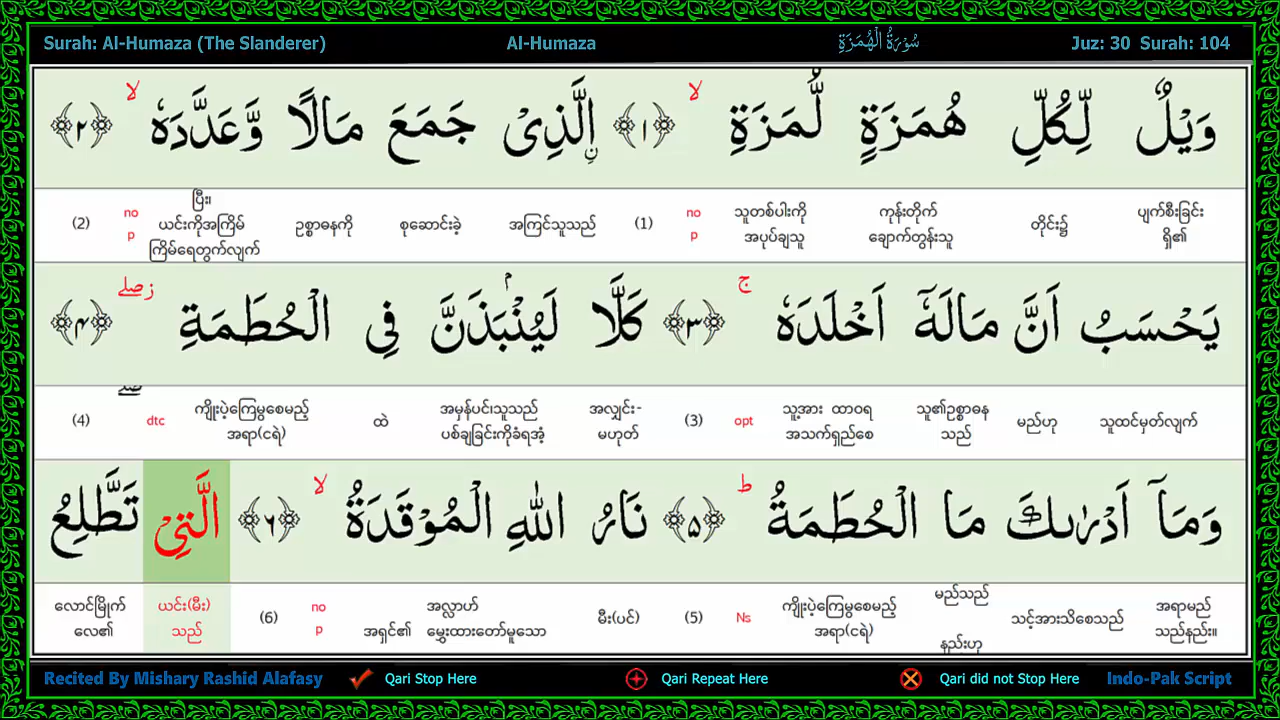 Surah: Al-Humaza (The Slanderer) Al-Humaza سُوْرَةُ الْهُمَزَةِ Juz: 30 Surah: 104
وَيْلٌ لِّكُلِّ هُمَزَةٍ لُّمَزَةٍ ۙ ﴿۱﴾ اۨلَّذِیْ جَمَعَ مَالًا وَّعَدَّدَهٗ ۙ ﴿۲﴾
ပျက်စီးခြင်း ရှိ၏ တိုင်း၌ ကုန်းတိုက် ချောက်တွန်းသူ သူတစ်ပါးကို အပုပ်ချသူ no p (1) အကြင်သူသည် စုဆောင်းခဲ့ ဥစ္စာဓနကို ပြီး၊ ယင်းကိုအကြိမ် ကြိမ်ရေတွက်လျက် no p (2)
يَحْسَبُ اَنَّ مَالَهٗۤ اَخْلَدَهٗ ۚ ﴿۳﴾ كَلَّا لَيُنْۢبَذَنَّ فِی الْحُطَمَةِ ۖ ز ﴿۴﴾
သူထင်မှတ်လျက် မည်ဟု သူ၏ဥစ္စာဓန သည် သူ့အား ထာဝရ အသက်ရှည်စေ opt (3) အလျှင်း- မဟုတ် အမှန်ပင်၊သူသည် ပစ်ချခြင်းကိုခံရအံ့ ထဲ ကျိုးပဲ့ကြေမွစေမည့် အရာ(ငရဲ) dtc (4)
وَمَاۤ اَدْرٰىكَ مَا الْحُطَمَةُ ؕ ﴿۵﴾ نَارُ اللّٰهِ الْمُوْقَدَةُ ۙ ﴿۶﴾ الَّتِیْ تَطَّلِعُ
အရာမည် သည်နည်း။ သင့်အားသိစေသည် မည်သည် နည်းဟု ကျိုးပဲ့ကြေမွစေမည့် အရာ(ငရဲ) Ns (5) မီး(ပင်) အလ္လာဟ် အရှင်၏ မွှေးထားတော်မူသော no p (6) ယင်း(မီး) သည် လောင်မြိုက် လေ၏
Recited By Mishary Rashid Alafasy Qari Stop Here Qari Repeat Here Qari did not Stop Here Indo-Pak Script